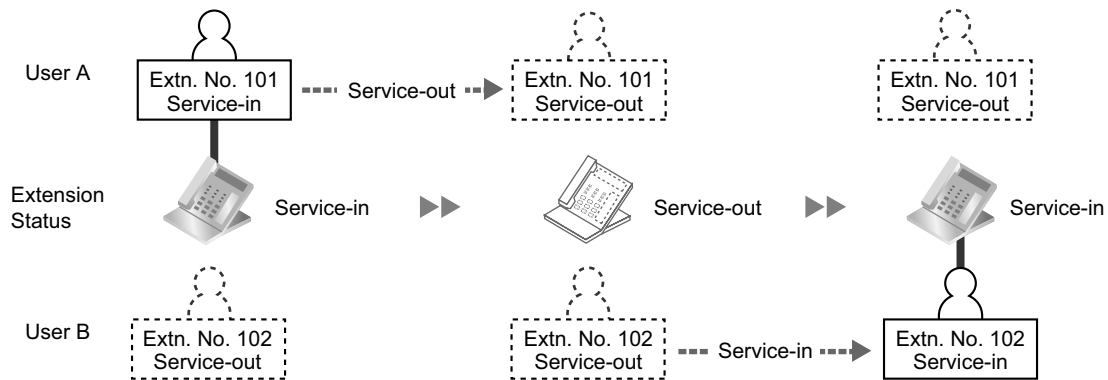 User A
Extn. No. 101
Service-in
Service-out
Extn. No. 101
Service-out
Extn. No. 101
Service-out
Extension
Status
Service-in
Service-out
Service-in
User B
Extn. No. 102
Service-out
Extn. No. 102
Service-out
Service-in
Extn. No. 102
Service-in